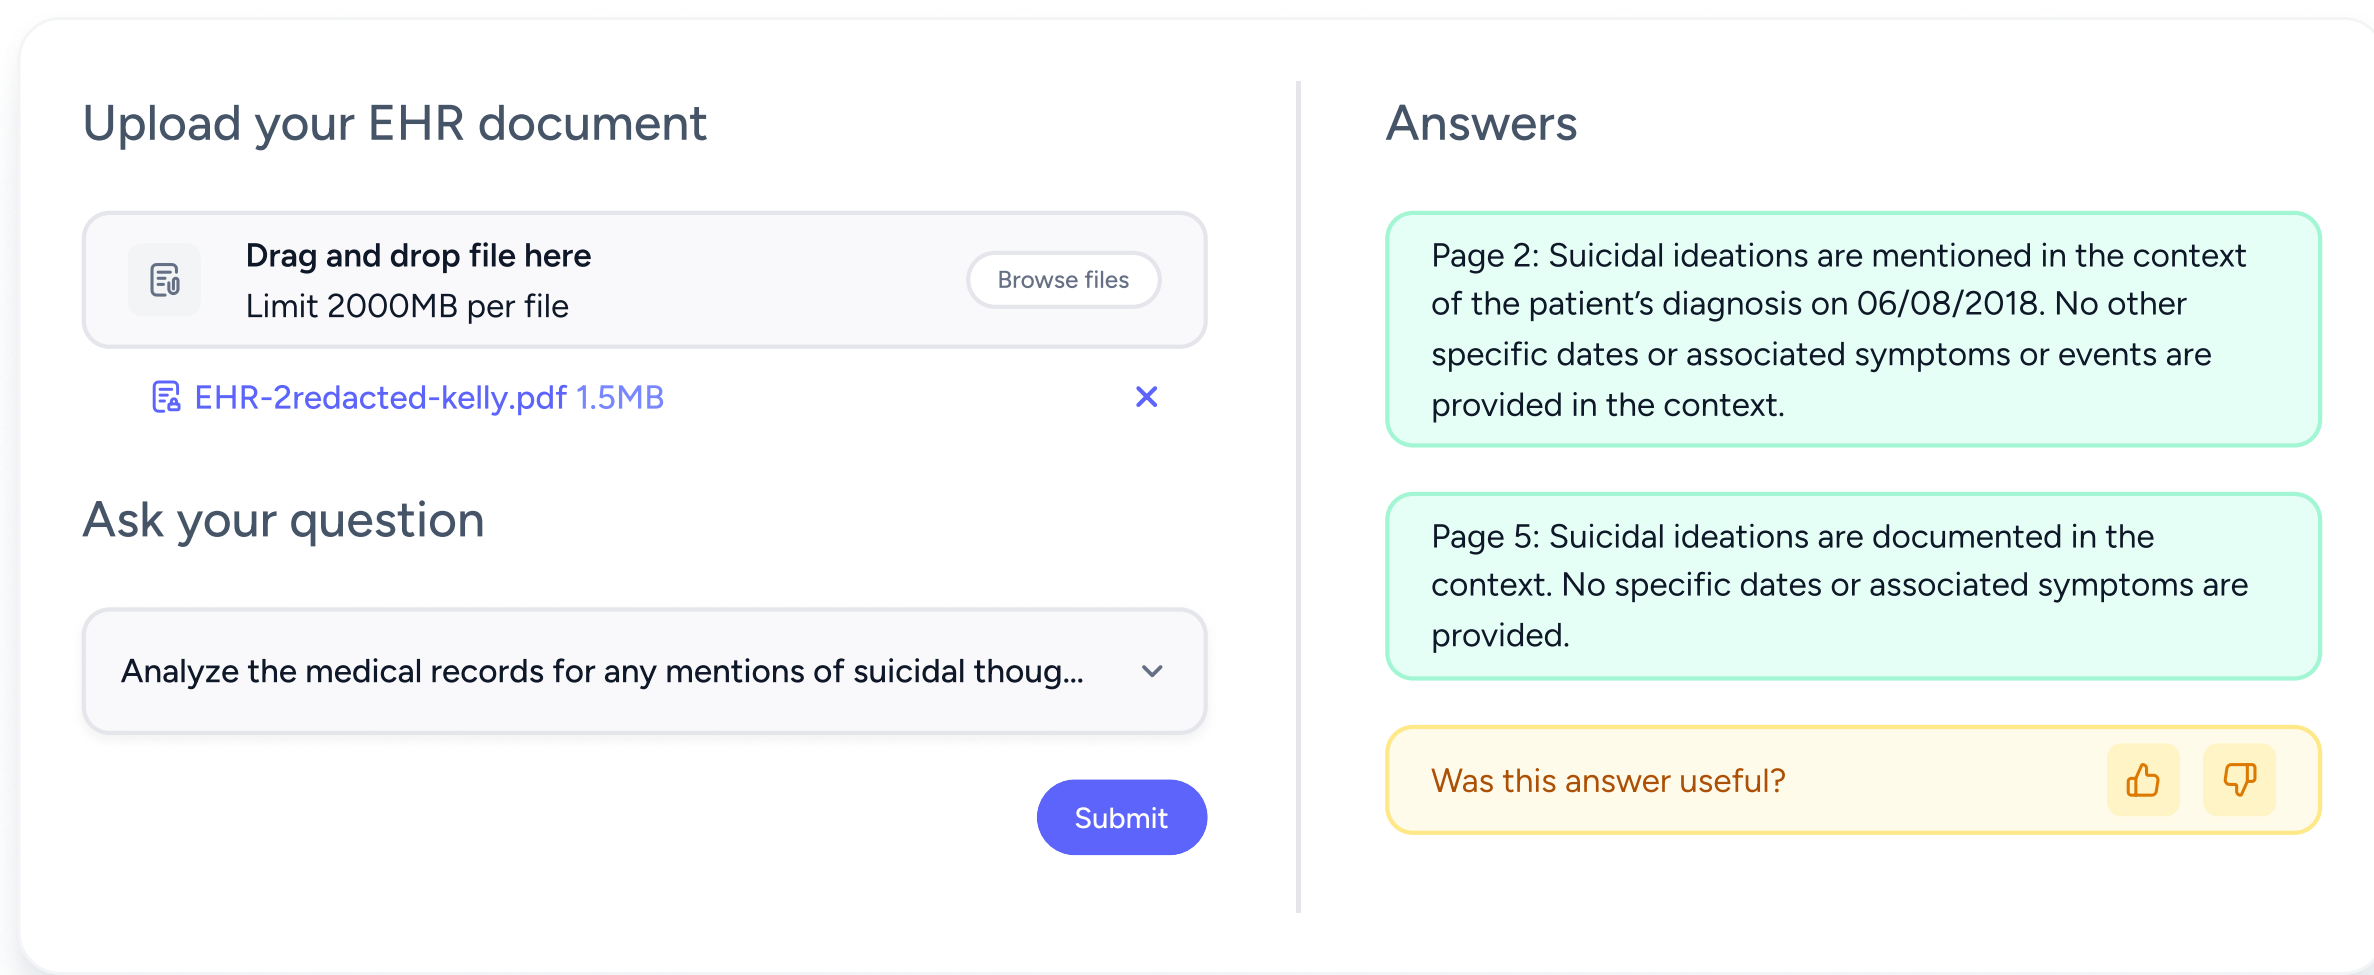 Upload your EHR document
Drag and drop file here
Limit 2000MB per file
Browse files
EHR-2redacted-kelly.pdf 1.5MB
Ask your question
Analyze the medical records for any mentions of suicidal thoug...
Submit
Answers
Page 2: Suicidal ideations are mentioned in the context
of the patient’s diagnosis on 06/08/2018. No other
specific dates or associated symptoms or events are
provided in the context.
Page 5: Suicidal ideations are documented in the
context. No specific dates or associated symptoms are
provided.
Was this answer useful?